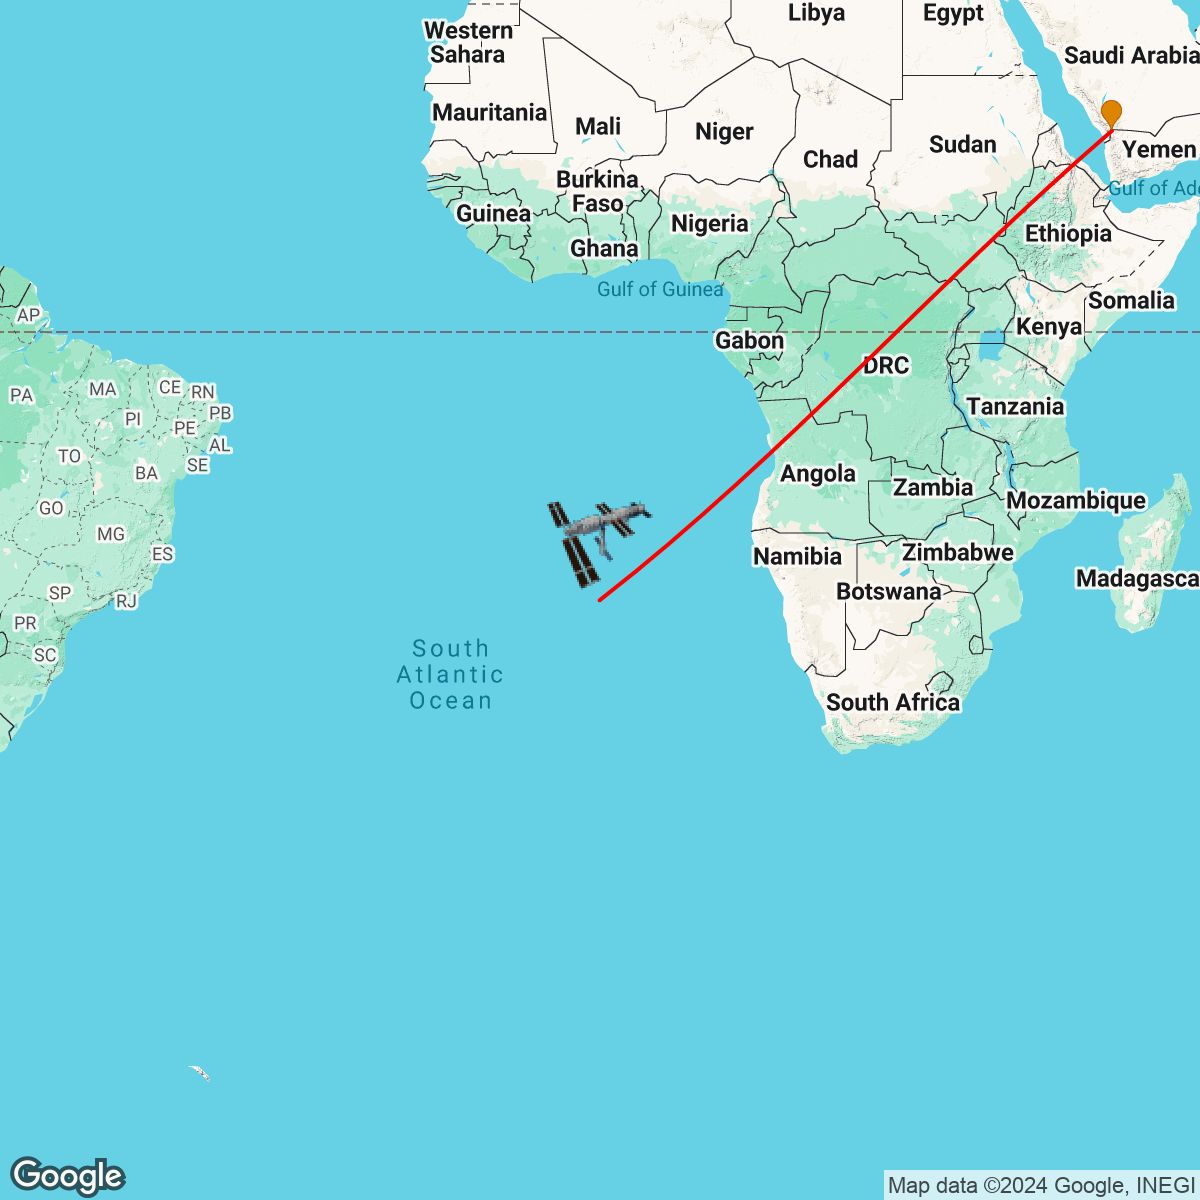 Libya
Egypt
Western
Sahara
Saudi Arabia
Mauritania
Mali
Niger
Chad
Sudan
Yemen
Burkina
Faso
Guinea
Nigeria
Gulf of Ade
Ghana
Ethiopia
Gulf of Guinea
Somalia
AP
Gabon
Kenya
DRC
PA
MA
CE
RN
PI
PB
PE
Tanzania
AL
TO
SE
BA
Angola
Zambia
Mozambique
GO
MG
ES
Namibia
Zimbabwe
Madagasca
SP
RJ
Botswana
PR
SC
South
Atlantic
Ocean
South Africa
Google
Map data ©2024 Google, INEGI